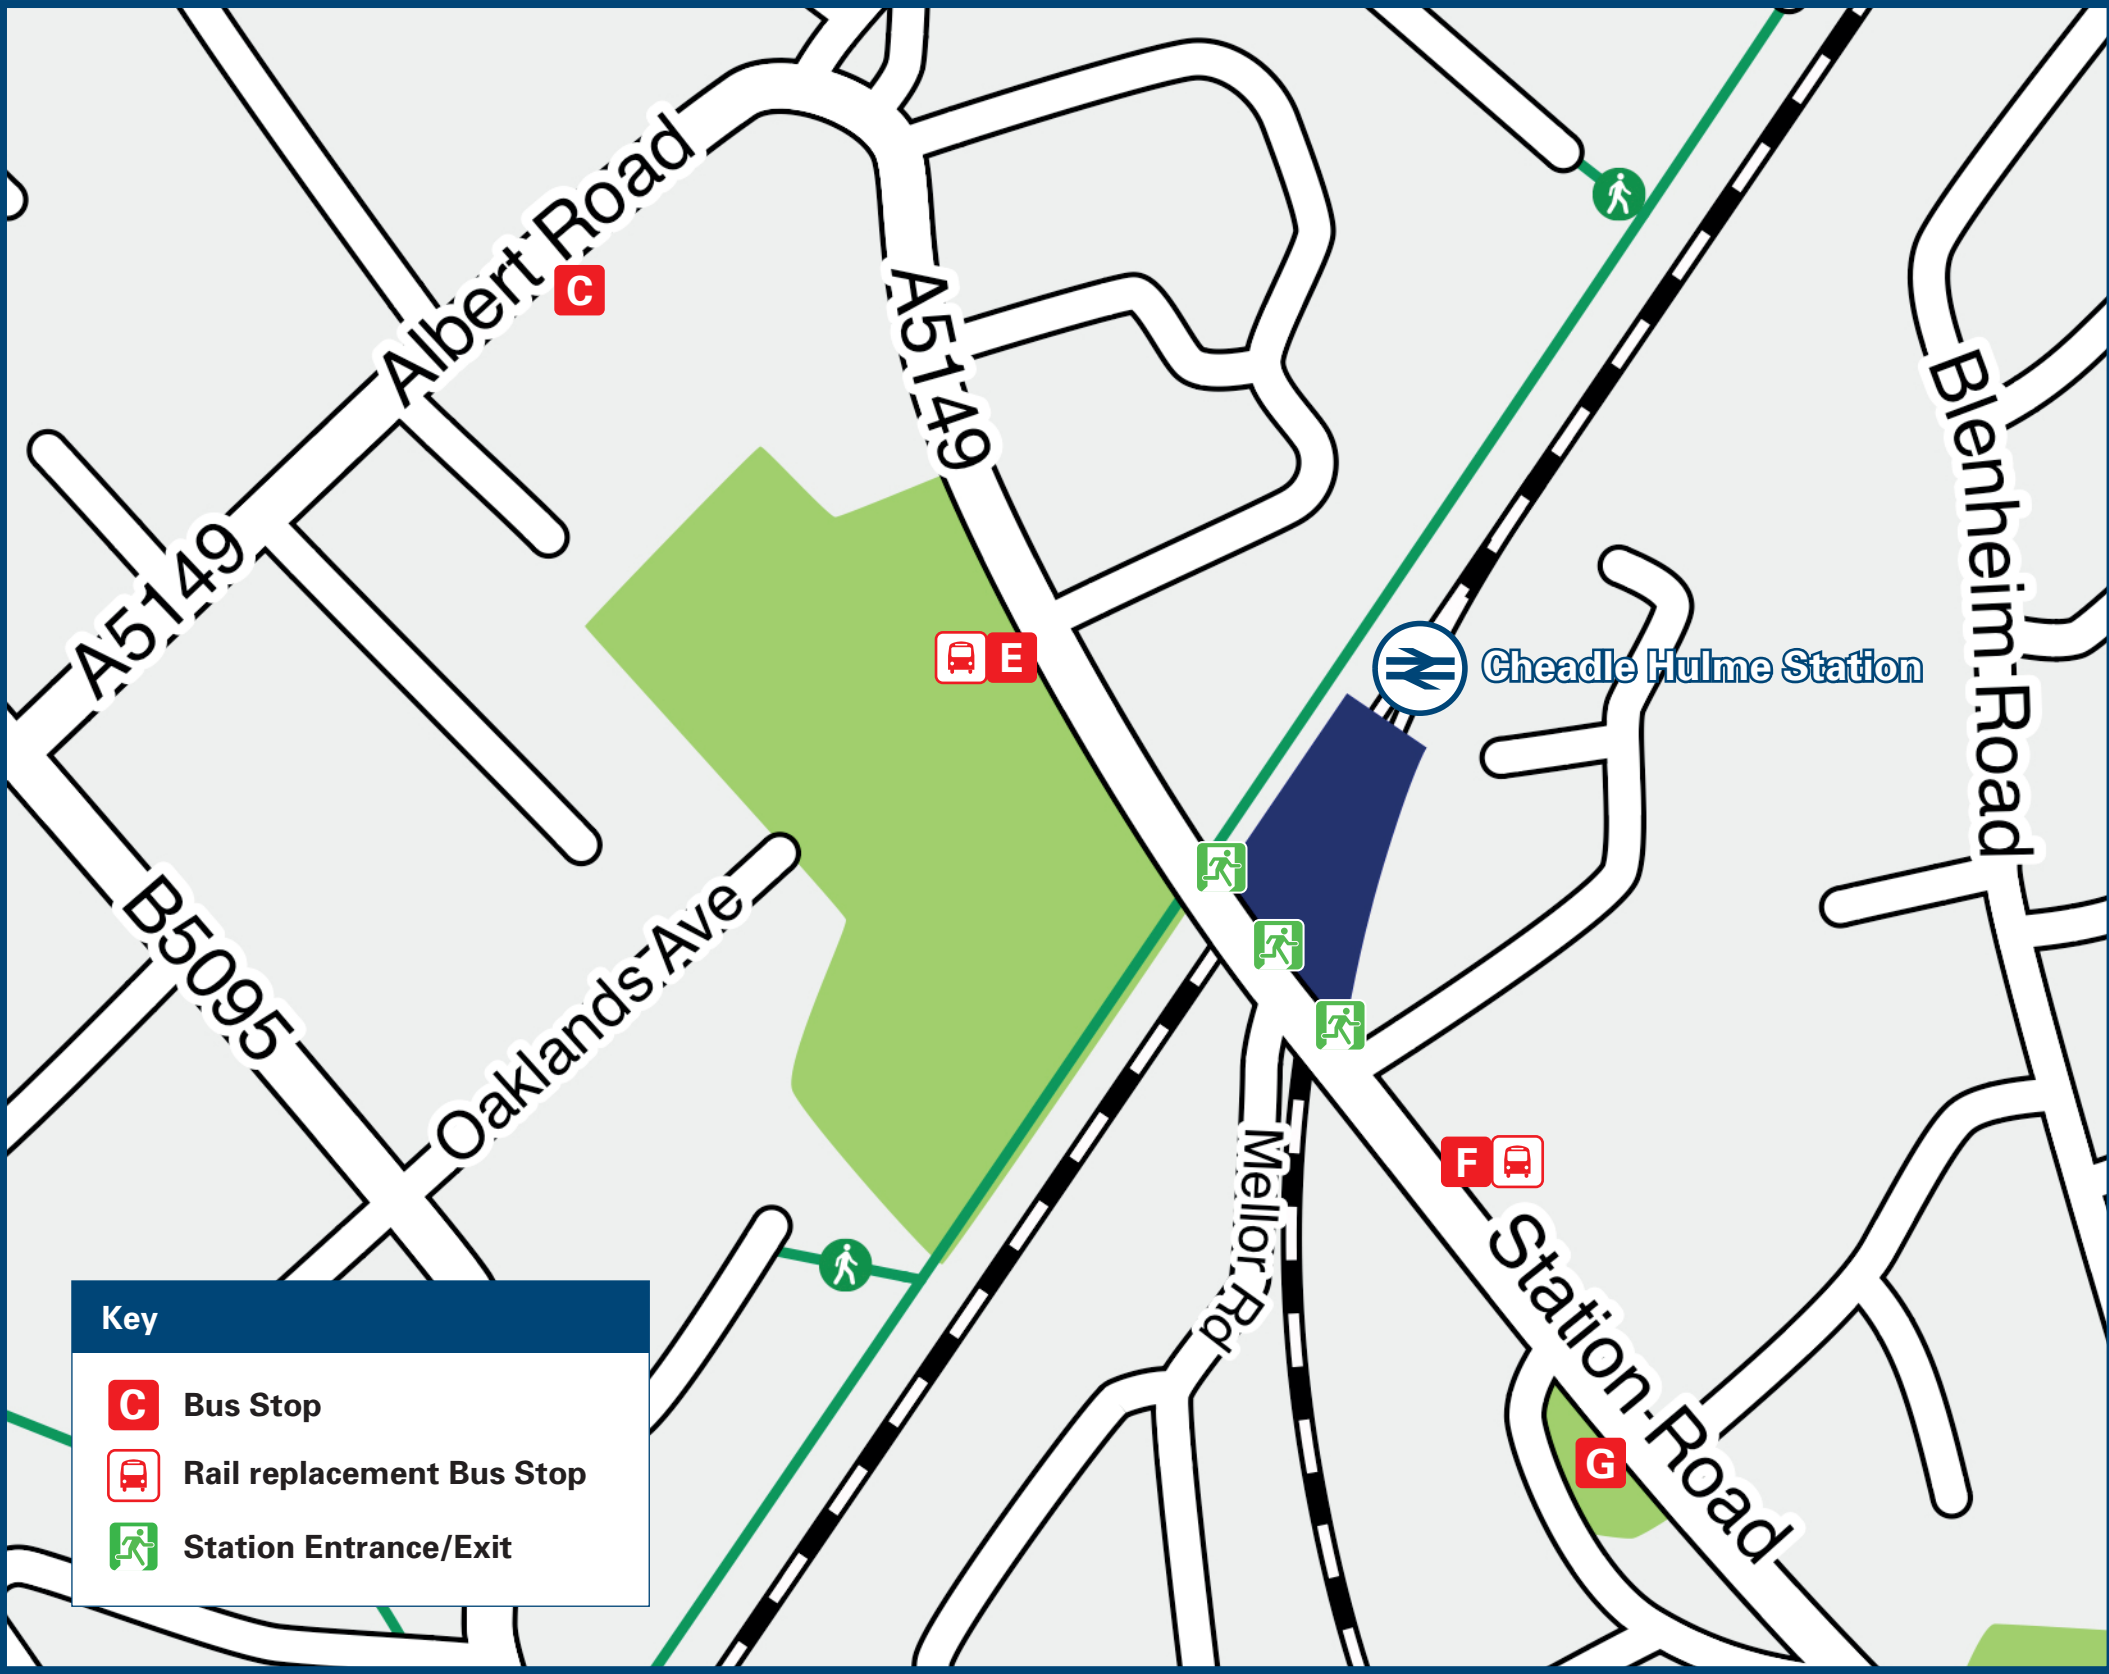 Albert Road
C
A5149
A5149
E
Cheadle Hulme Station
Blenheim Road
B5095
Oaklands Ave
Mellor Rd
F
Station Road
G
Key
C Bus Stop
Rail replacement Bus Stop
Station Entrance/Exit